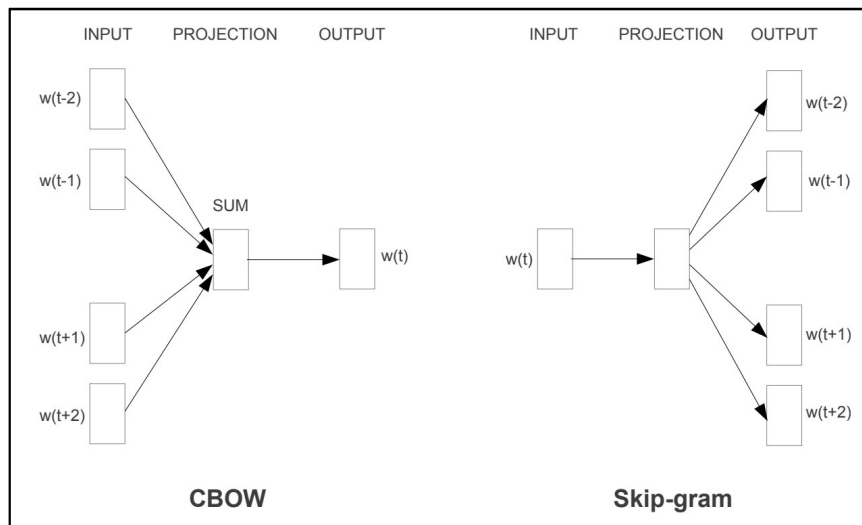 INPUT PROJECTION OUTPUT
w(t-2)
w(t-1)
SUM
w(t)
w(t+1)
w(t+2)
CBOW
INPUT PROJECTION OUTPUT
w(t-2)
w(t-1)
w(t)
w(t+1)
w(t+2)
Skip-gram